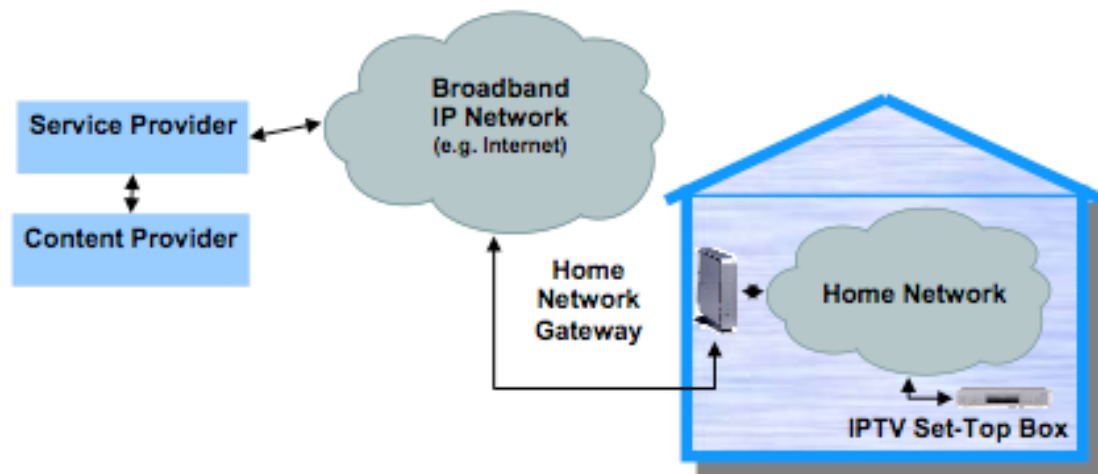 Broadband
IP Network
(e.g. Internet)
Service Provider
Content Provider
Home
Network
Gateway
Home Network
IPTV Set-Top Box